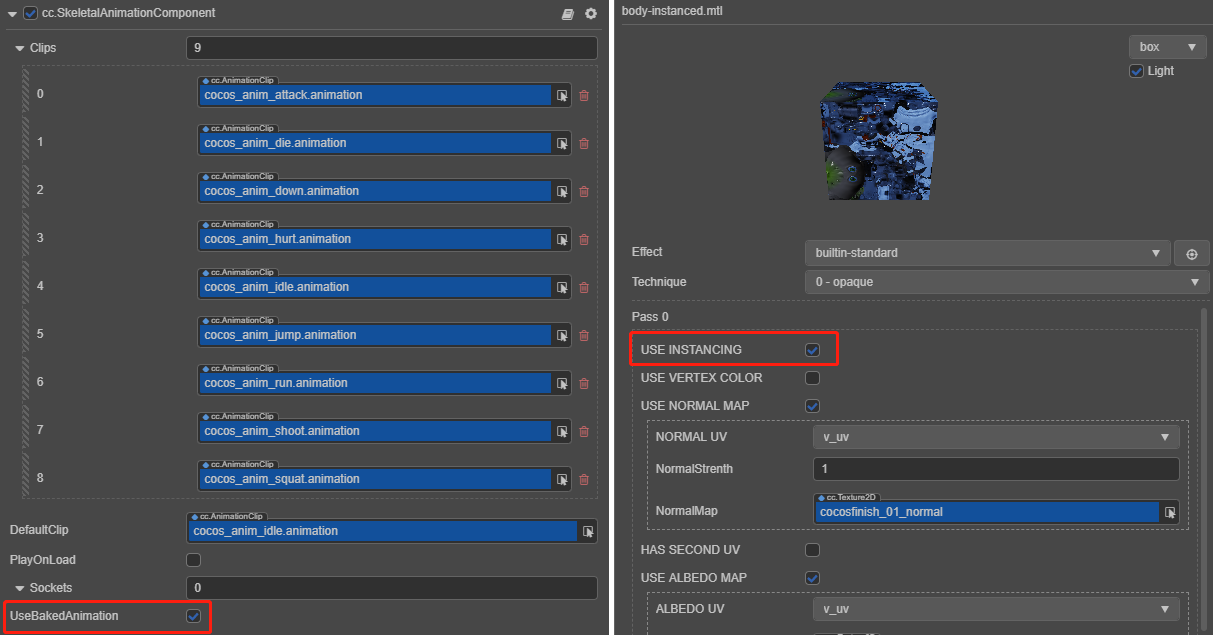 cc.SkeletalAnimationComponent
Clips
9
0
cc.AnimationClip
cocos_anim_attack.animation
1
cc.AnimationClip
cocos_anim_die.animation
2
cc.AnimationClip
cocos_anim_down.animation
3
cc.AnimationClip
cocos_anim_hurt.animation
4
cc.AnimationClip
cocos_anim_idle.animation
5
cc.AnimationClip
cocos_anim_jump.animation
6
cc.AnimationClip
cocos_anim_run.animation
7
cc.AnimationClip
cocos_anim_shoot.animation
8
cc.AnimationClip
cocos_anim_squat.animation
DefaultClip
cc.AnimationClip
cocos_anim_idle.animation
PlayOnLoad
Sockets
0
UseBakedAnimation
body-instanced.mtl
box
Light
Effect
builtin-standard
Technique
0 - opaque
Pass 0
USE INSTANCING
USE VERTEX COLOR
USE NORMAL MAP
NORMAL UV
v_uv
NormalStrenth
1
NormalMap
cc.Texture2D
cocosfinish_01_normal
HAS SECOND UV
USE ALBEDO MAP
ALBEDO UV
v_uv